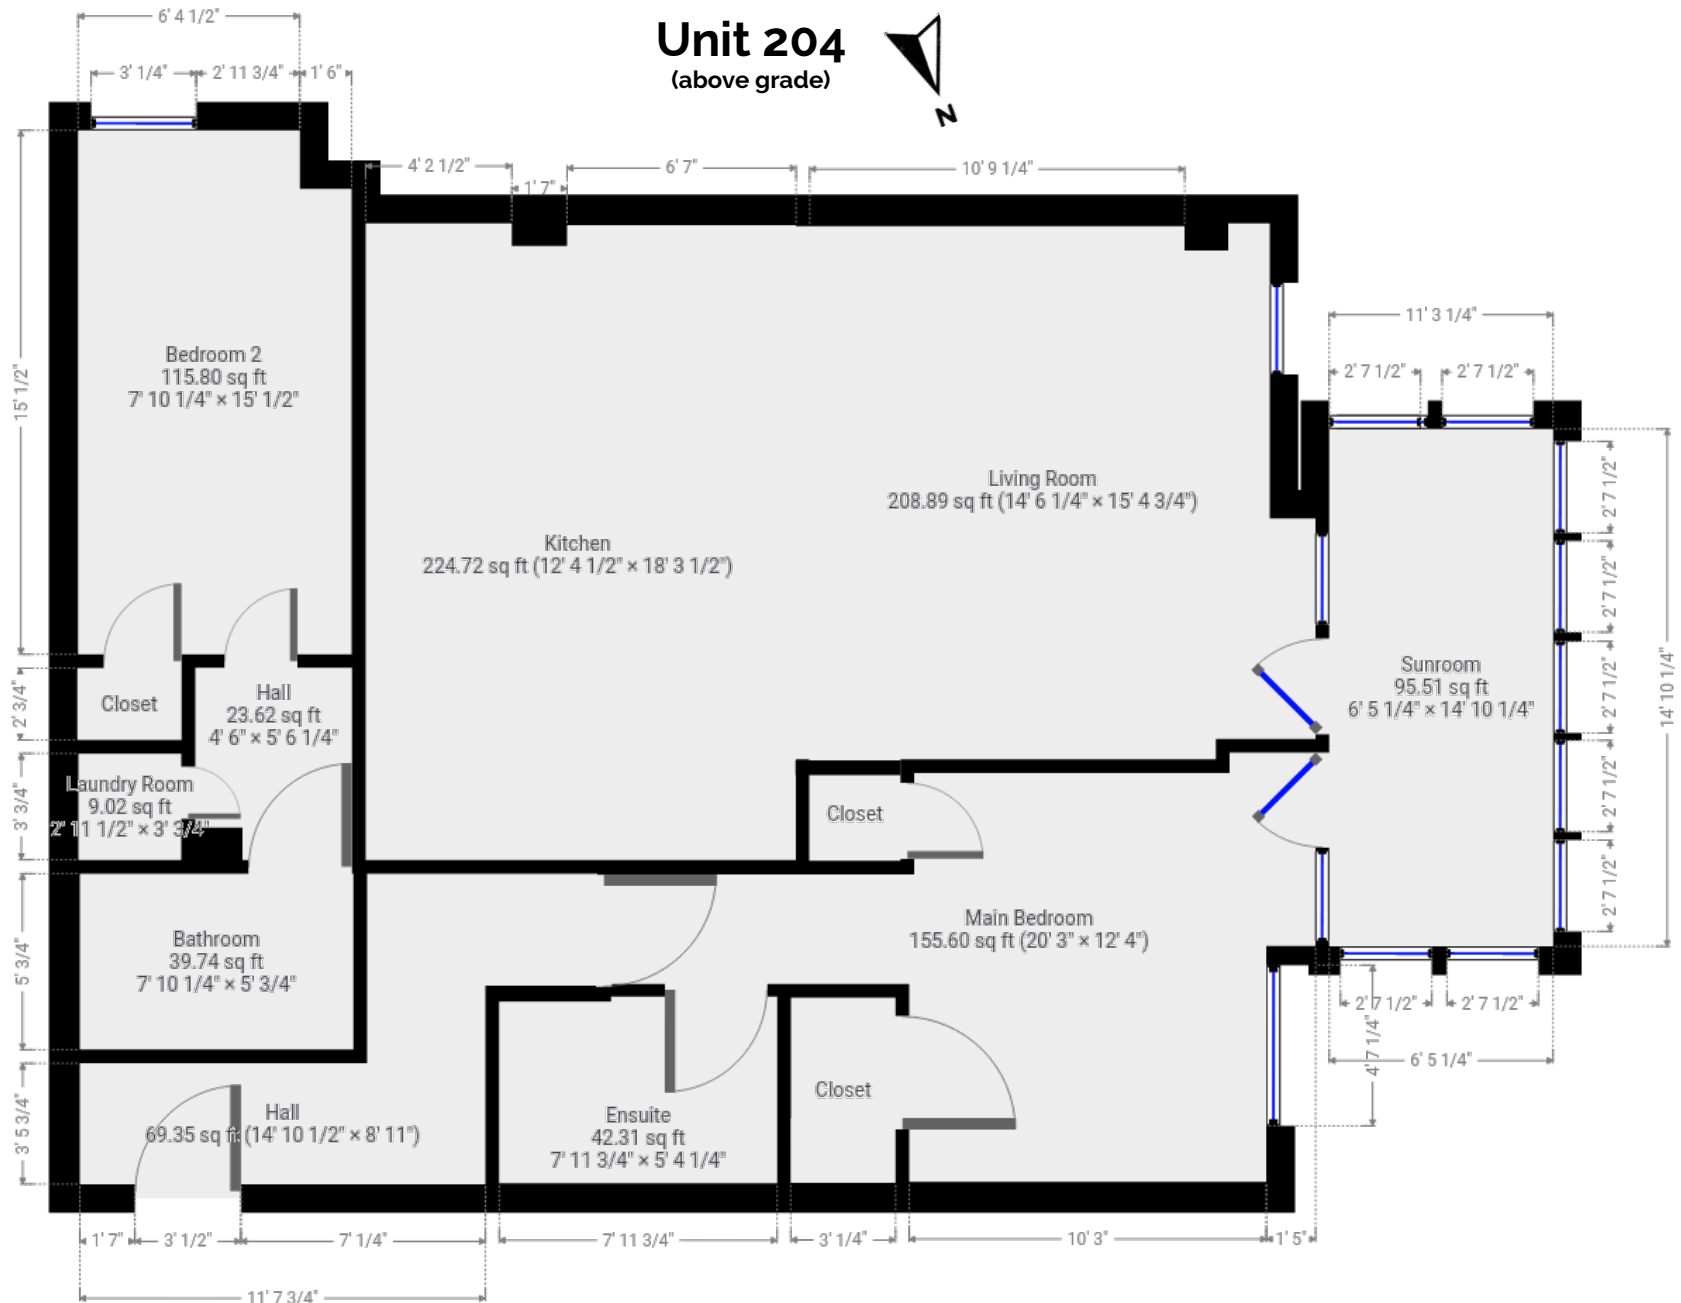 Unit 204
(above grade)
N
6' 4 1/2"
3' 1/4"
2' 11 3/4"
1' 6"
4' 2 1/2"
1' 7"
6' 7"
10' 9 1/4"
15' 1/2"
Bedroom 2
115.80 sq ft
7' 10 1/4" × 15' 1/2"
11' 3 1/4"
2' 7 1/2"
2' 7 1/2"
Living Room
208.89 sq ft (14' 6 1/4" × 15' 4 3/4")
Kitchen
224.72 sq ft (12' 4 1/2" × 18' 3 1/2")
2' 7 1/2"
2' 7 1/2"
2' 7 1/2"
2' 7 1/2"
2' 7 1/2"
14' 10 1/4"
Sunroom
95.51 sq ft
6' 5 1/4" × 14' 10 1/4"
2' 3/4"
Closet
Hall
23.62 sq ft
4' 6" × 5' 6 1/4"
3' 3/4"
Laundry Room
9.02 sq ft
2' 11 1/2" × 3' 3/4"
Closet
Main Bedroom
155.60 sq ft (20' 3" × 12' 4")
5' 3/4"
Bathroom
39.74 sq ft
7' 10 1/4" × 5' 3/4"
2' 7 1/2"
2' 7 1/2"
4' 7 1/4"
6' 5 1/4"
3' 5 3/4"
Hall
69.35 sq ft (14' 10 1/2" × 8' 11")
Ensuite
42.31 sq ft
7' 11 3/4" × 5' 4 1/4"
Closet
1' 7"
3' 1/2"
7' 1/4"
7' 11 3/4"
3' 1/4"
10' 3"
1' 5"
11' 7 3/4"